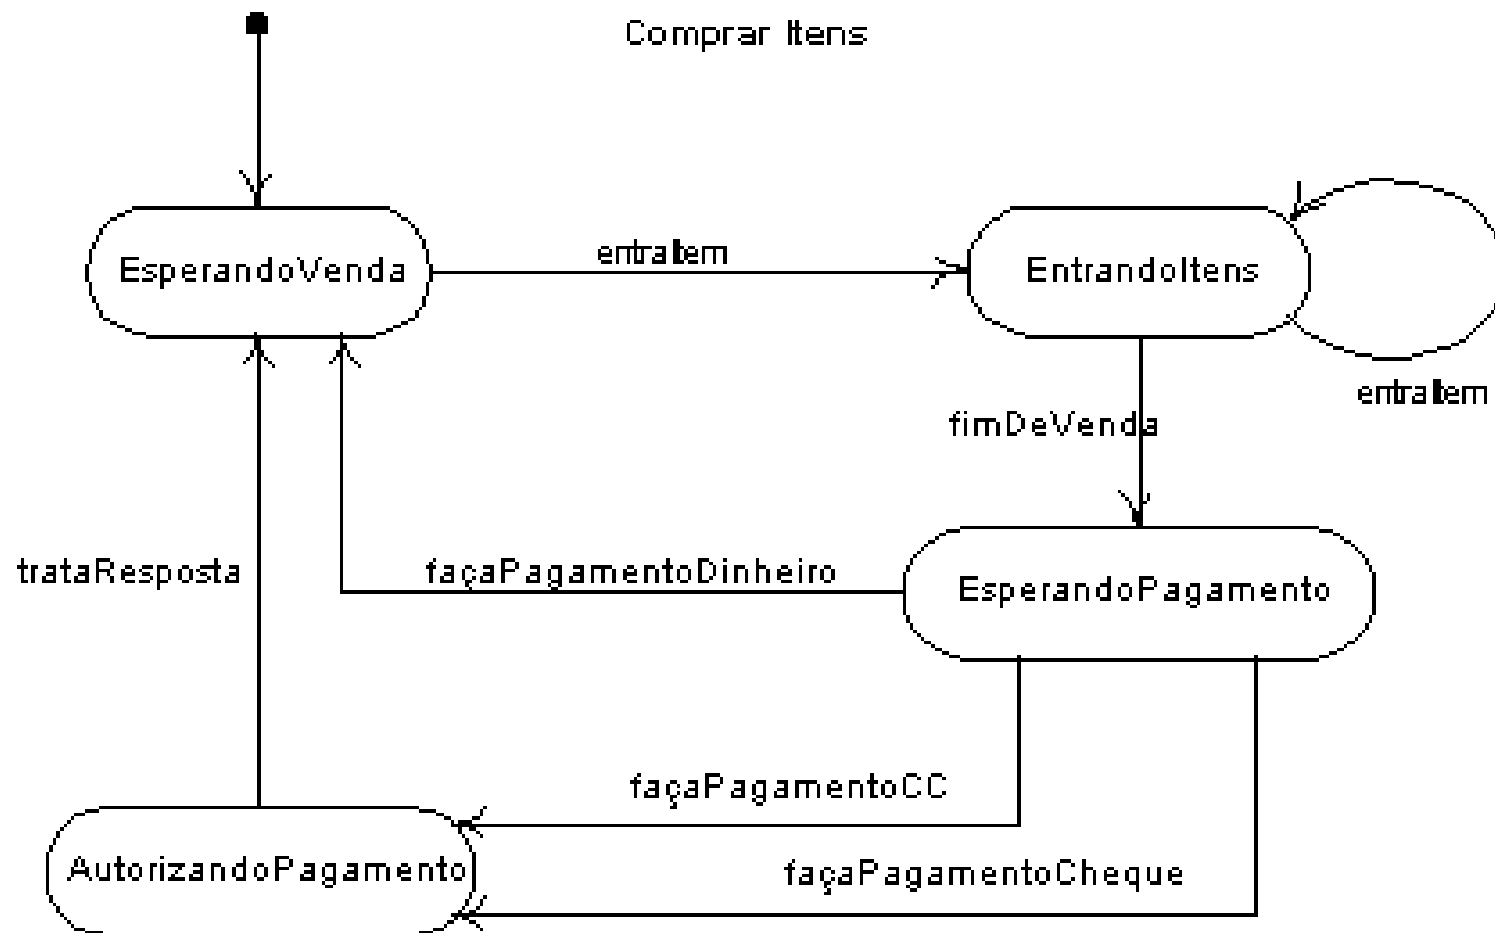 Comprar Itens
EsperandoVenda
entraItem
EntrandoItens
entraItem
fimDeVenda
trataResposta
façaPagamentoDinheiro
EsperandoPagamento
façaPagamentoCC
AutorizandoPagamento
façaPagamentoCheque